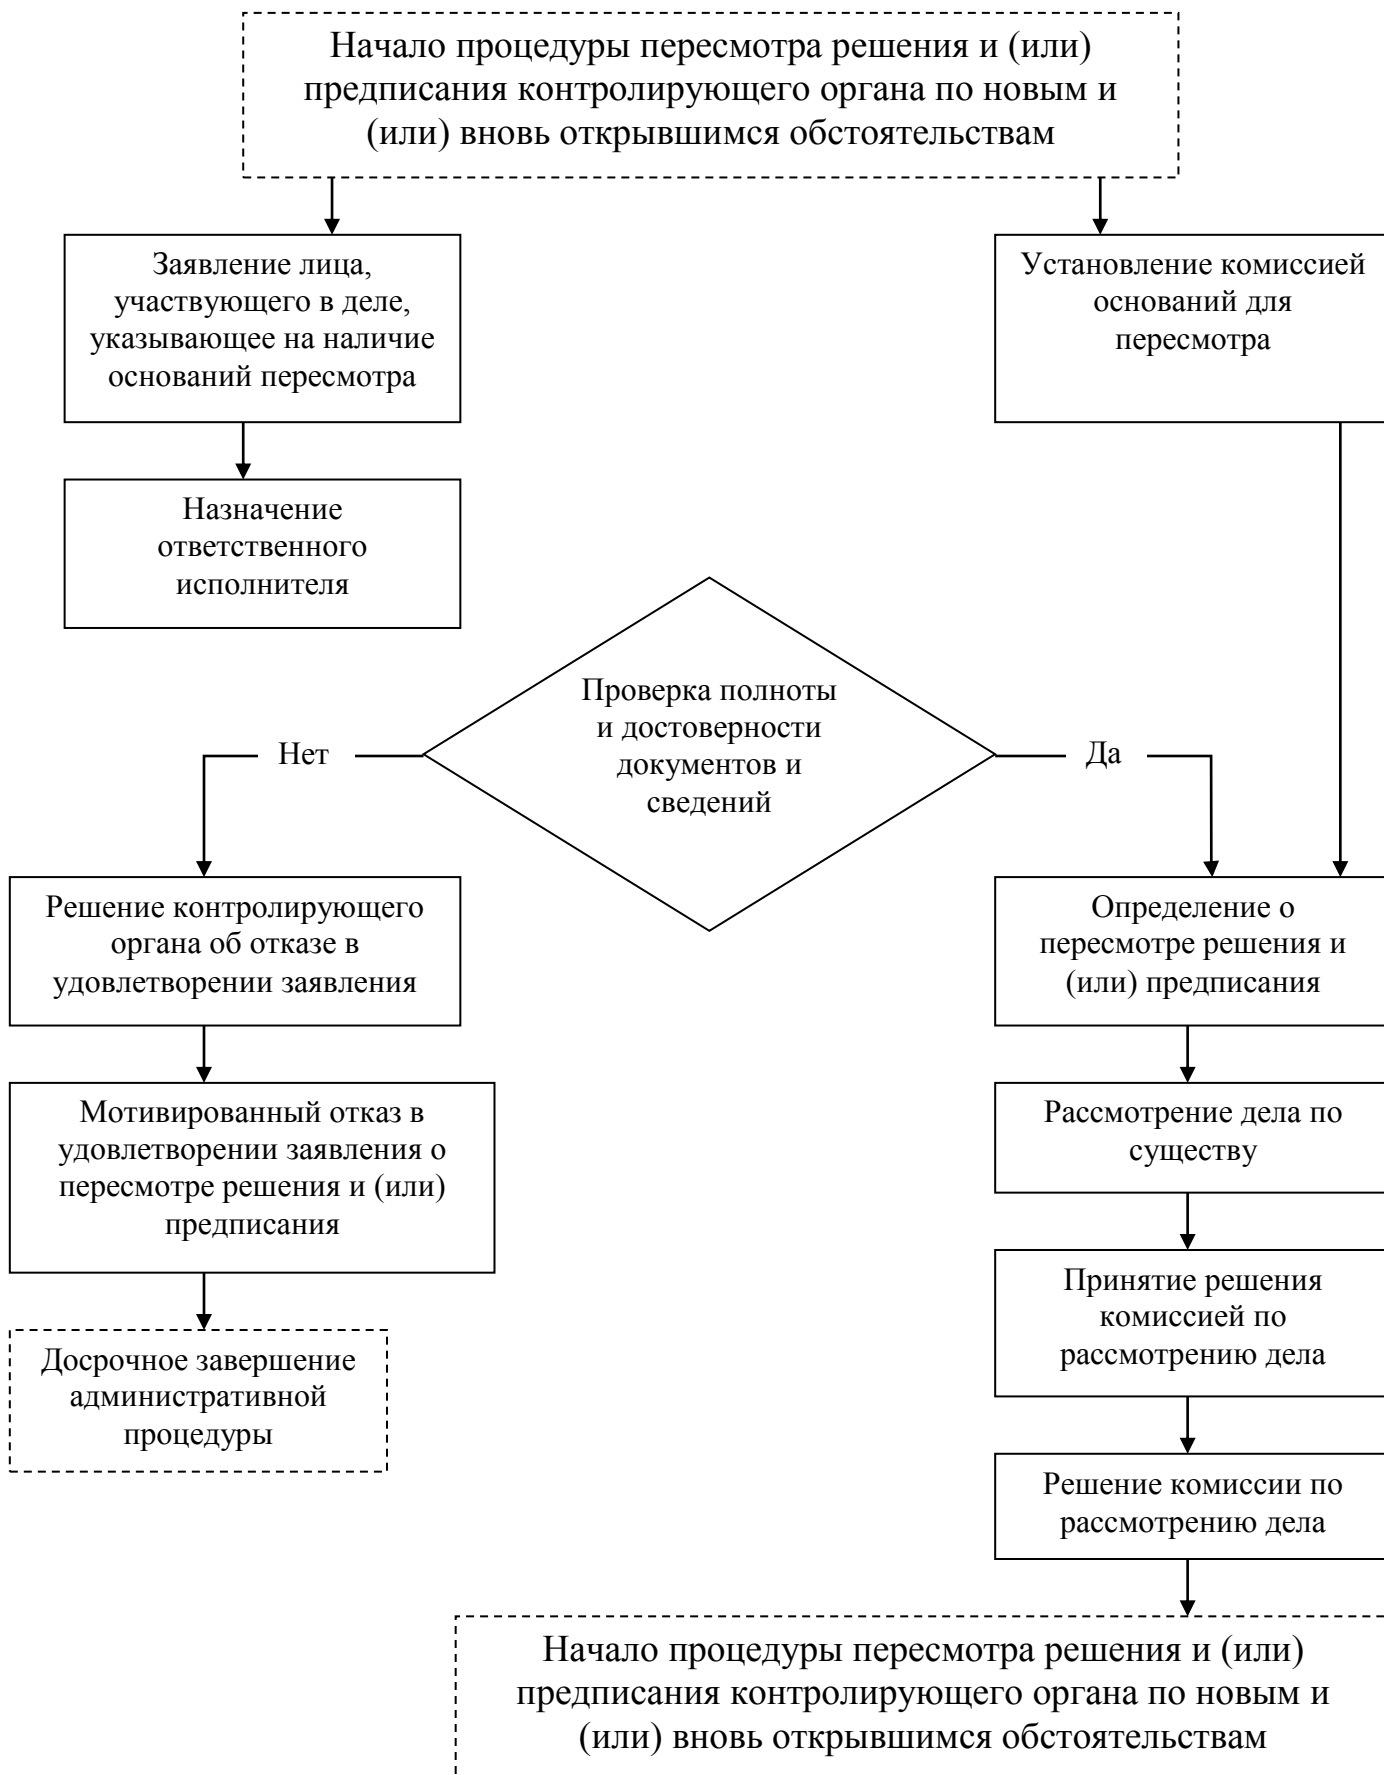 Начало процедуры пересмотра решения и (или)
предписания контролирующего органа по новым и
(или) вновь открывшимся обстоятельствам
Заявление лица,
участвующего в деле,
указывающее на наличие
оснований пересмотра
Установление комиссией
оснований для
пересмотра
Назначение
ответственного
исполнителя
Проверка полноты
и достоверности
документов и
сведений
Нет
Да
Решение контролирующего
органа об отказе в
удовлетворении заявления
Определение о
пересмотре решения и
(или) предписания
Мотивированный отказ в
удовлетворении заявления о
пересмотре решения и (или)
предписания
Рассмотрение дела по
существу
Принятие решения
комиссией по
рассмотрению дела
Досрочное завершение
административной
процедуры
Решение комиссии по
рассмотрению дела
Начало процедуры пересмотра решения и (или)
предписания контролирующего органа по новым и
(или) вновь открывшимся обстоятельствам